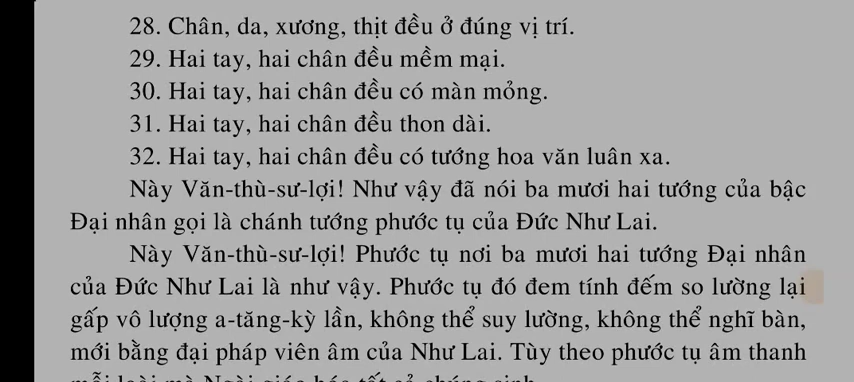 28. Chân, da, xương, thịt đều ở đúng vị trí.
29. Hai tay, hai chân đều mềm mại.
30. Hai tay, hai chân đều có màn mỏng.
31. Hai tay, hai chân đều thon dài.
32. Hai tay, hai chân đều có tướng hoa văn luân xa.
Này Văn-thù-sư-lợi! Như vậy đã nói ba mươi hai tướng của bậc
Đại nhân gọi là chánh tướng phước tụ của Đức Như Lai.
Này Văn-thù-sư-lợi! Phước tụ nơi ba mươi hai tướng Đại nhân
của Đức Như Lai là như vậy. Phước tụ đó đem tính đếm so lường lại
gấp vô lượng a-tăng-kỳ lần, không thể suy lường, không thể nghĩ bàn,
mới bằng đại pháp viên âm của Như Lai. Tùy theo phước tụ âm thanh